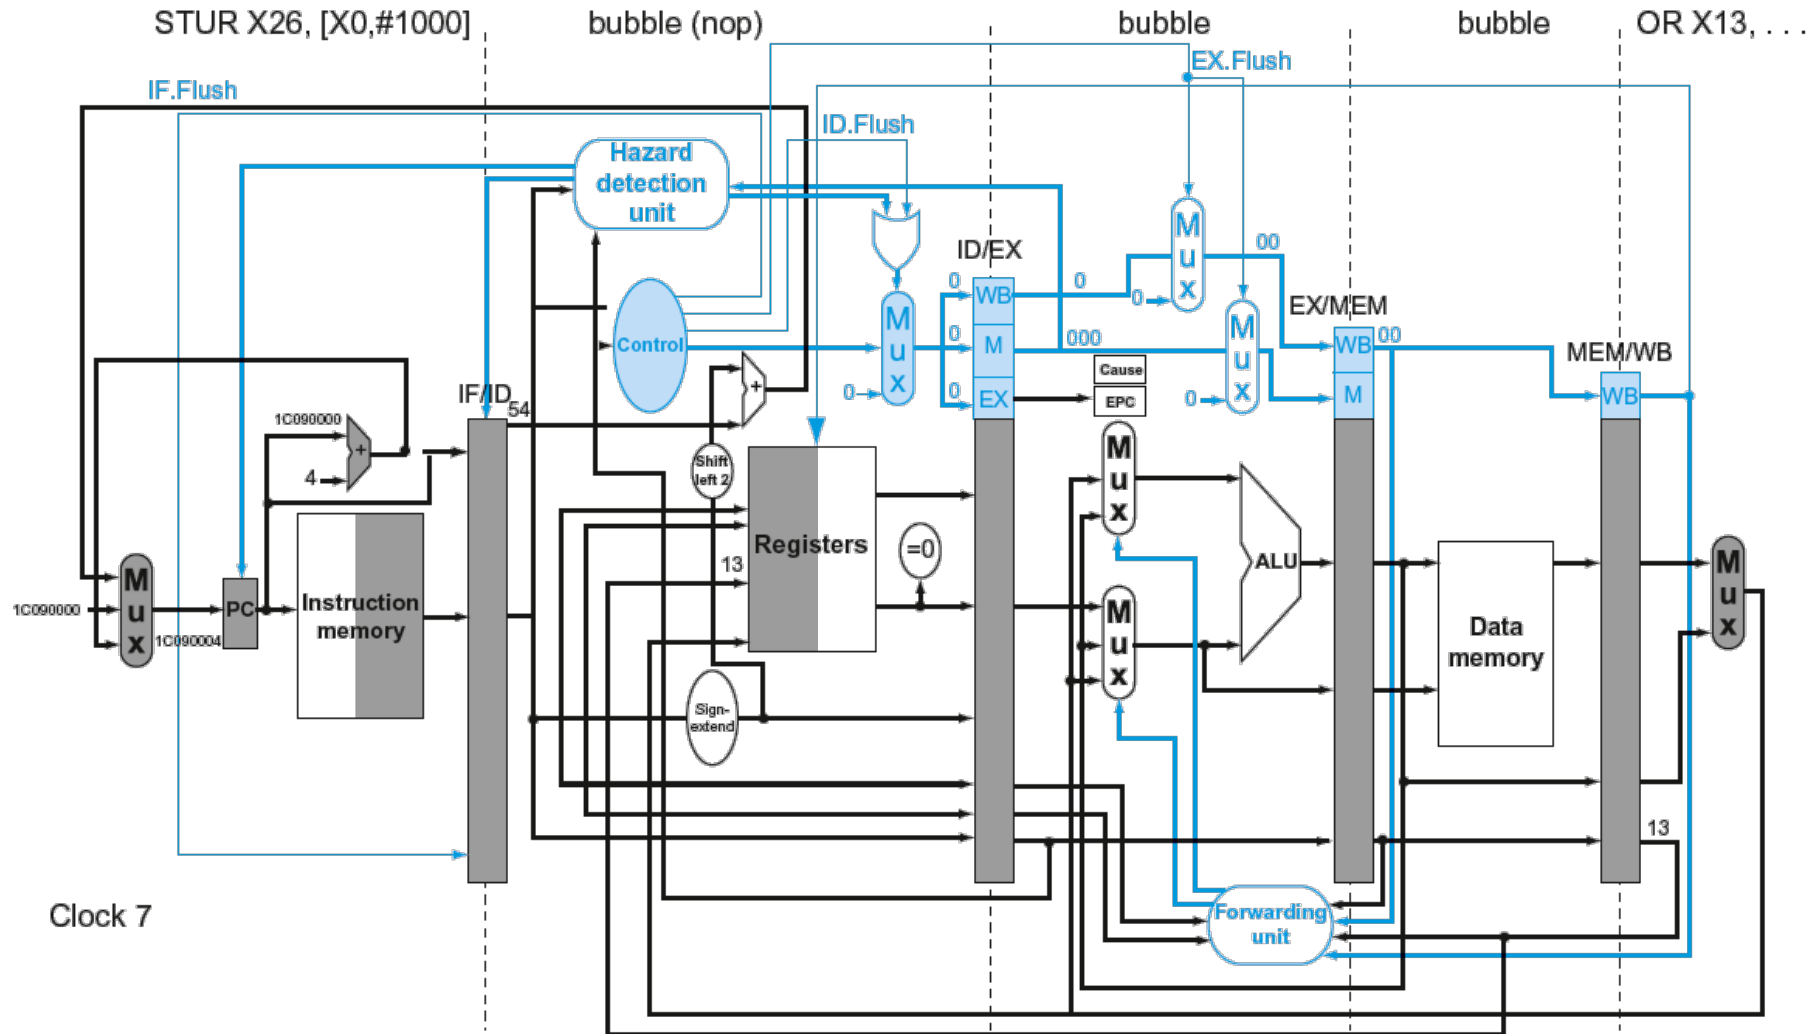 STUR X26, [X0,#1000]
bubble (nop)
bubble
bubble
OR X13, . . .
EX.Flush
IF.Flush
ID.Flush
Hazard
detection
unit
M
u
x
00
ID/EX
0
0
WB
0
EX/MEM
M
u
x
0
M
u
x
0
M
000
WB
00
MEM/WB
Control
Cause
0
0
EX
EPC
0
M
WB
+
IF/ID
54
1C090000
+
4
Shift
left 2
M
u
x
Registers
=0
ALU
13
M
u
x
PC
Instruction
memory
1C090000
1C090004
M
u
x
Data
memory
M
u
x
Sign-
extend
13
Clock 7
Forwarding
unit